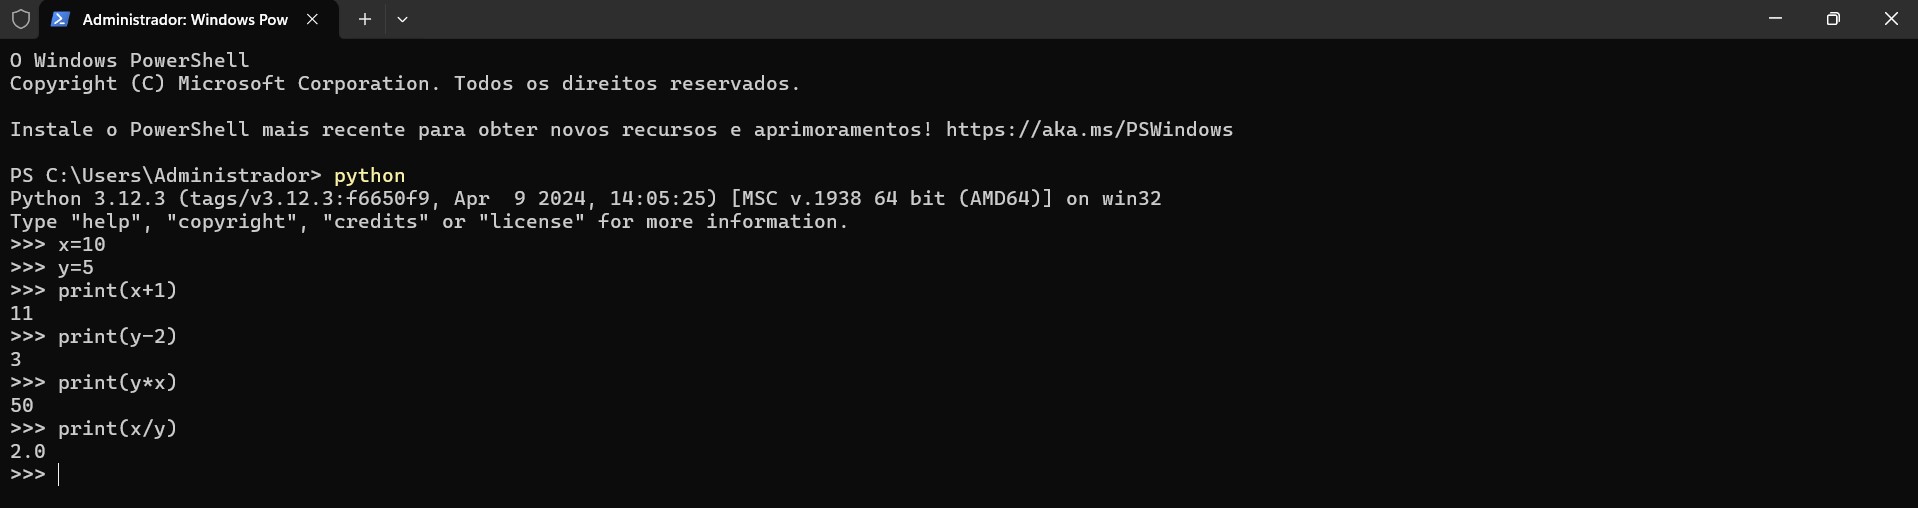 Administrador: Windows Pow
O Windows PowerShell
Copyright (C) Microsoft Corporation. Todos os direitos reservados.
Instale o PowerShell mais recente para obter novos recursos e aprimoramentos! https://aka.ms/PSWindows
PS C:\Users\Administrador> python
Python 3.12.3 (tags/v3.12.3:f6650f9, Apr  9 2024, 14:05:25) [MSC v.1938 64 bit (AMD64)] on win32
Type "help", "copyright", "credits" or "license" for more information.
>>> x=10
>>> y=5
>>> print(x+1)
11
>>> print(y-2)
3
>>> print(y*x)
50
>>> print(x/y)
2.0
>>>